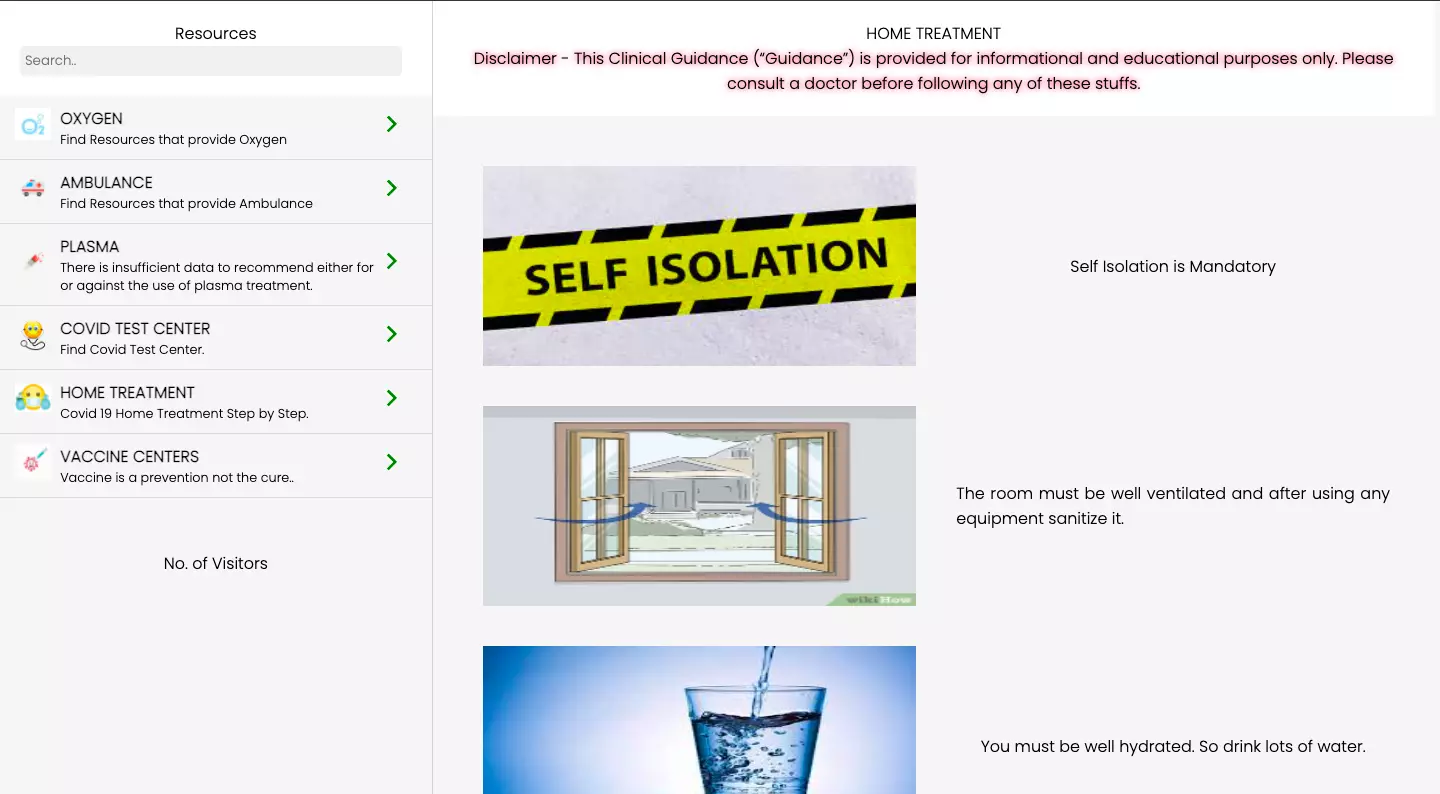 Resources
Search..
OXYGEN
Find Resources that provide Oxygen
AMBULANCE
Find Resources that provide Ambulance
PLASMA
There is insufficient data to recommend either for
or against the use of plasma treatment.
COVID TEST CENTER
Find Covid Test Center.
HOME TREATMENT
Covid 19 Home Treatment Step by Step.
VACCINE CENTERS
Vaccine is a prevention not the cure..
No. of Visitors
HOME TREATMENT
Disclaimer - This Clinical Guidance (“Guidance”) is provided for informational and educational purposes only. Please
consult a doctor before following any of these stuffs.
SELF ISOLATION
Self Isolation is Mandatory
wikiHow
The room must be well ventilated and after using any
equipment sanitize it.
You must be well hydrated. So drink lots of water.
O2